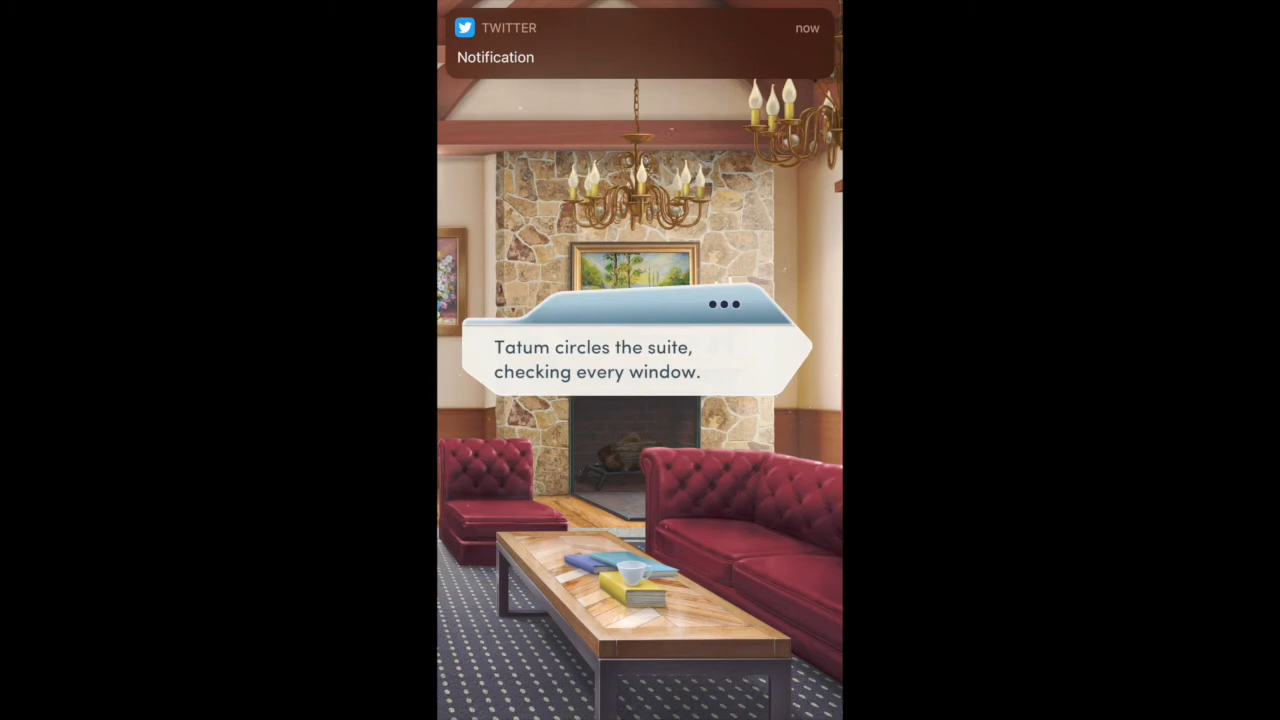 TWITTER now
Notification
Tatum circles the suite,
checking every window.